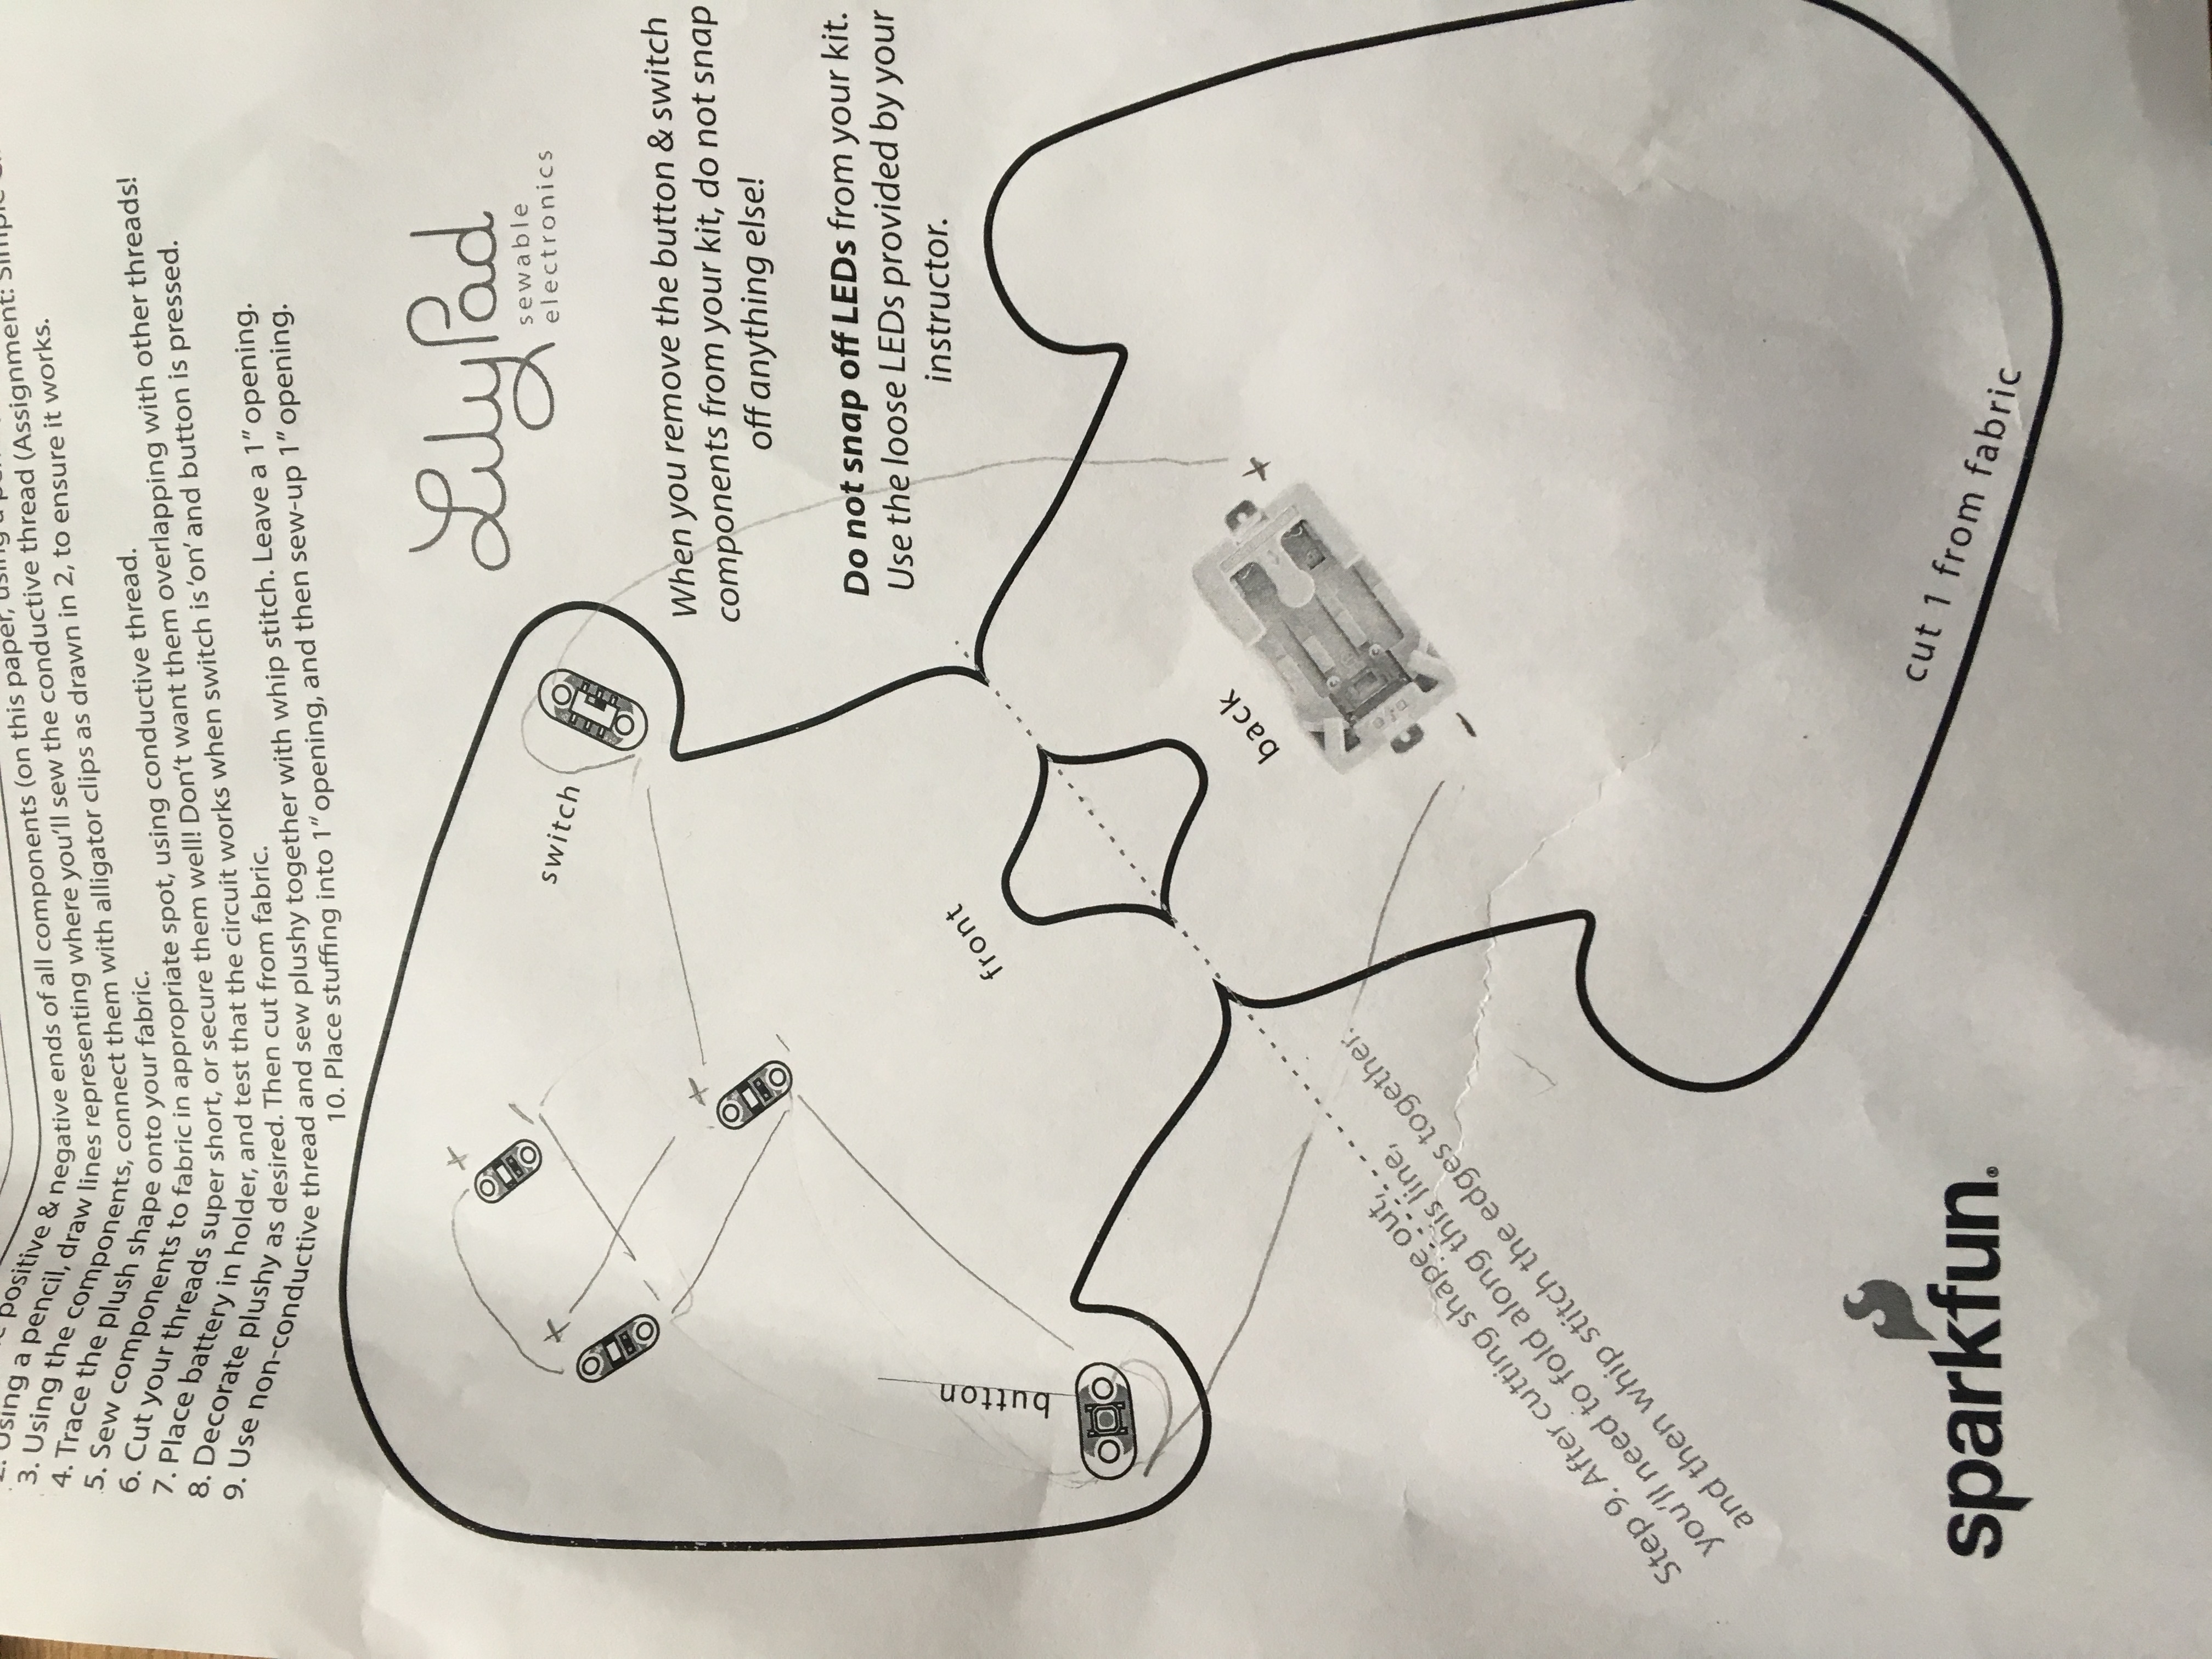 positive & negative ends of all components (on this paper, using a
2. Using a pencil, draw lines representing where you'll sew the conductive thread (Assignment:
3. Using the components, connect them with alligator clips as drawn in 2, to ensure it works.
4. Trace the plush shape onto your fabric.
5. Sew components to fabric in appropriate spot, using conductive thread.
6. Cut your threads super short, or secure them well! Don't want them overlapping with other threads!
7. Place battery in holder, and test that the circuit works when switch is 'on' and button is pressed.
8. Decorate plushy as desired. Then cut from fabric.
9. Use non-conductive thread and sew plushy together with whip stitch. Leave a 1" opening.
10. Place stuffing into 1" opening, and then sew-up 1" opening.
LilyPad
sewable
electronics
+
-
switch
+
-
When you remove the button & switch
components from your kit, do not snap
off anything else!
+
-
Do not snap off LEDs from your kit.
Use the loose LEDs provided by your
instructor.
button
front
back
+
-
Step 9. After cutting shape out,
you'll need to fold along this line,
and then whip stitch the edges together.
sparkfun
cut 1 from fabric